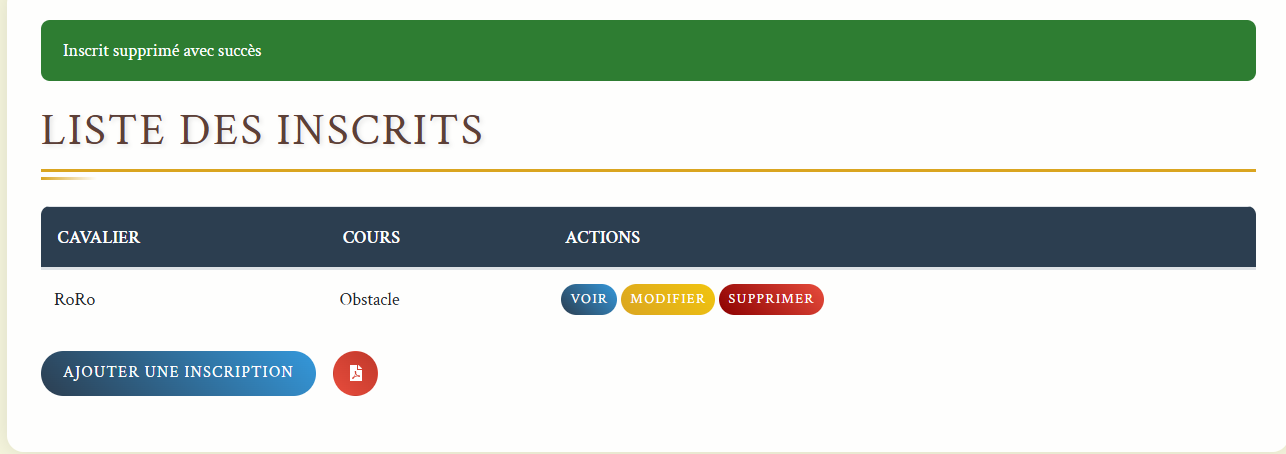 Inscrit supprimé avec succès
LISTE DES INSCRITS
CAVALIER COURS ACTIONS
RoRo Obstacle VOIR MODIFIER SUPPRIMER
AJOUTER UNE INSCRIPTION